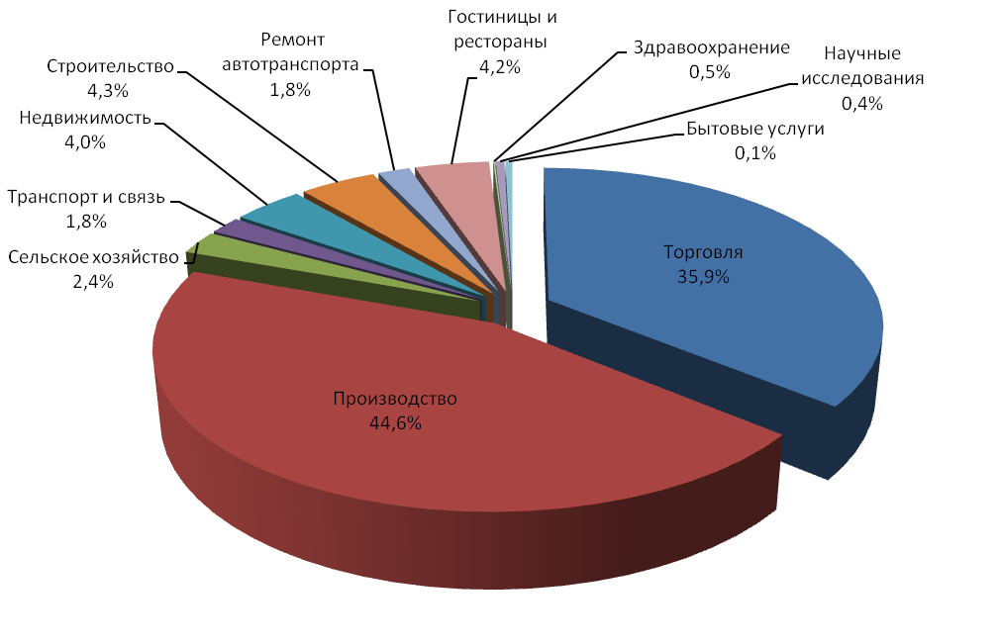 Гостиницы и
рестораны
4,2%
Ремонт
автотранспорта
1,8%
Здравоохранение
0,5%
Научные
исследования
0,4%
Строительство
4,3%
Недвижимость
4,0%
Бытовые услуги
0,1%
Транспорт и связь
1,8%
Сельское хозяйство
2,4%
Торговля
35,9%
Производство
44,6%